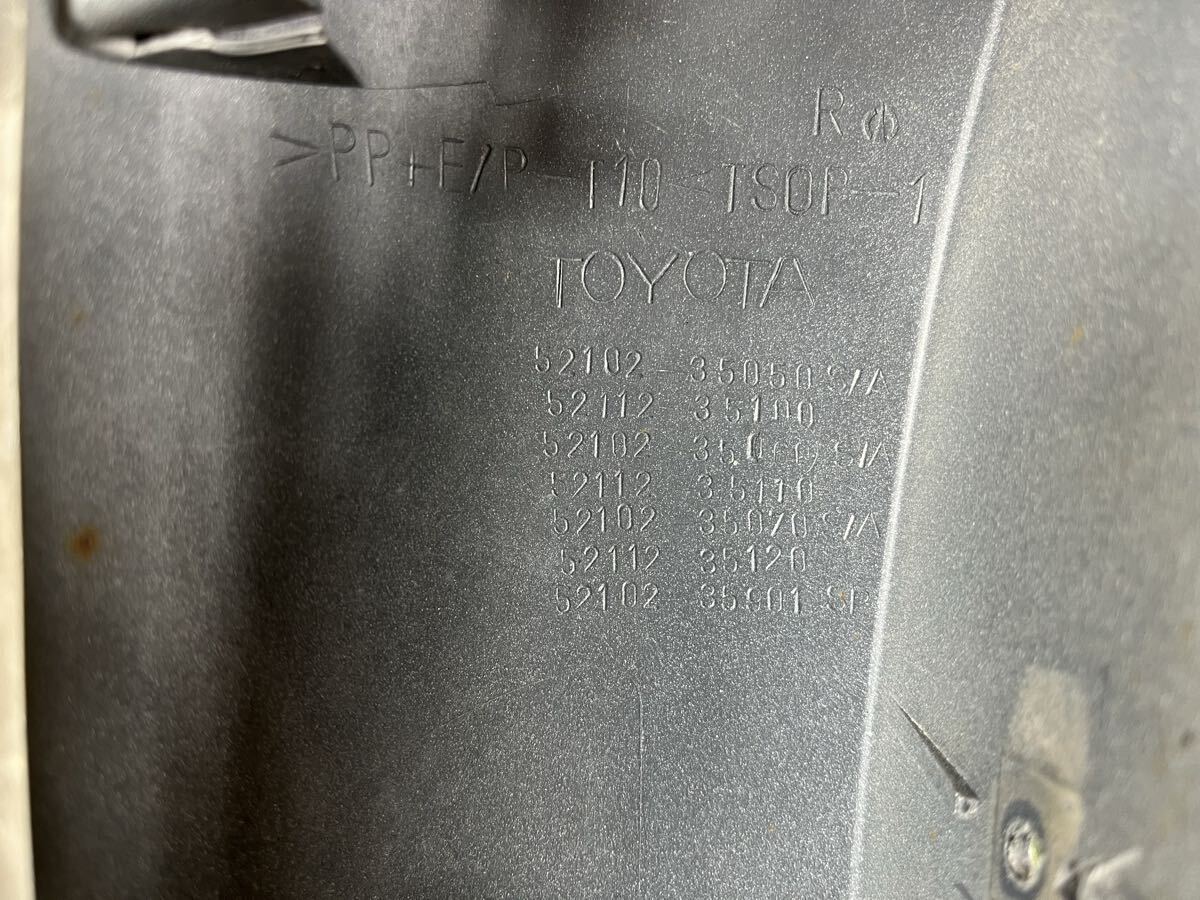 R
>PP+E/P-T10< TSOP-1
TOYOTA
52102-35050 S/A
52112 35100
52102 35060 S/A
52112 35110
52102 35070 S/A
52112 35120
52102-35901 SP